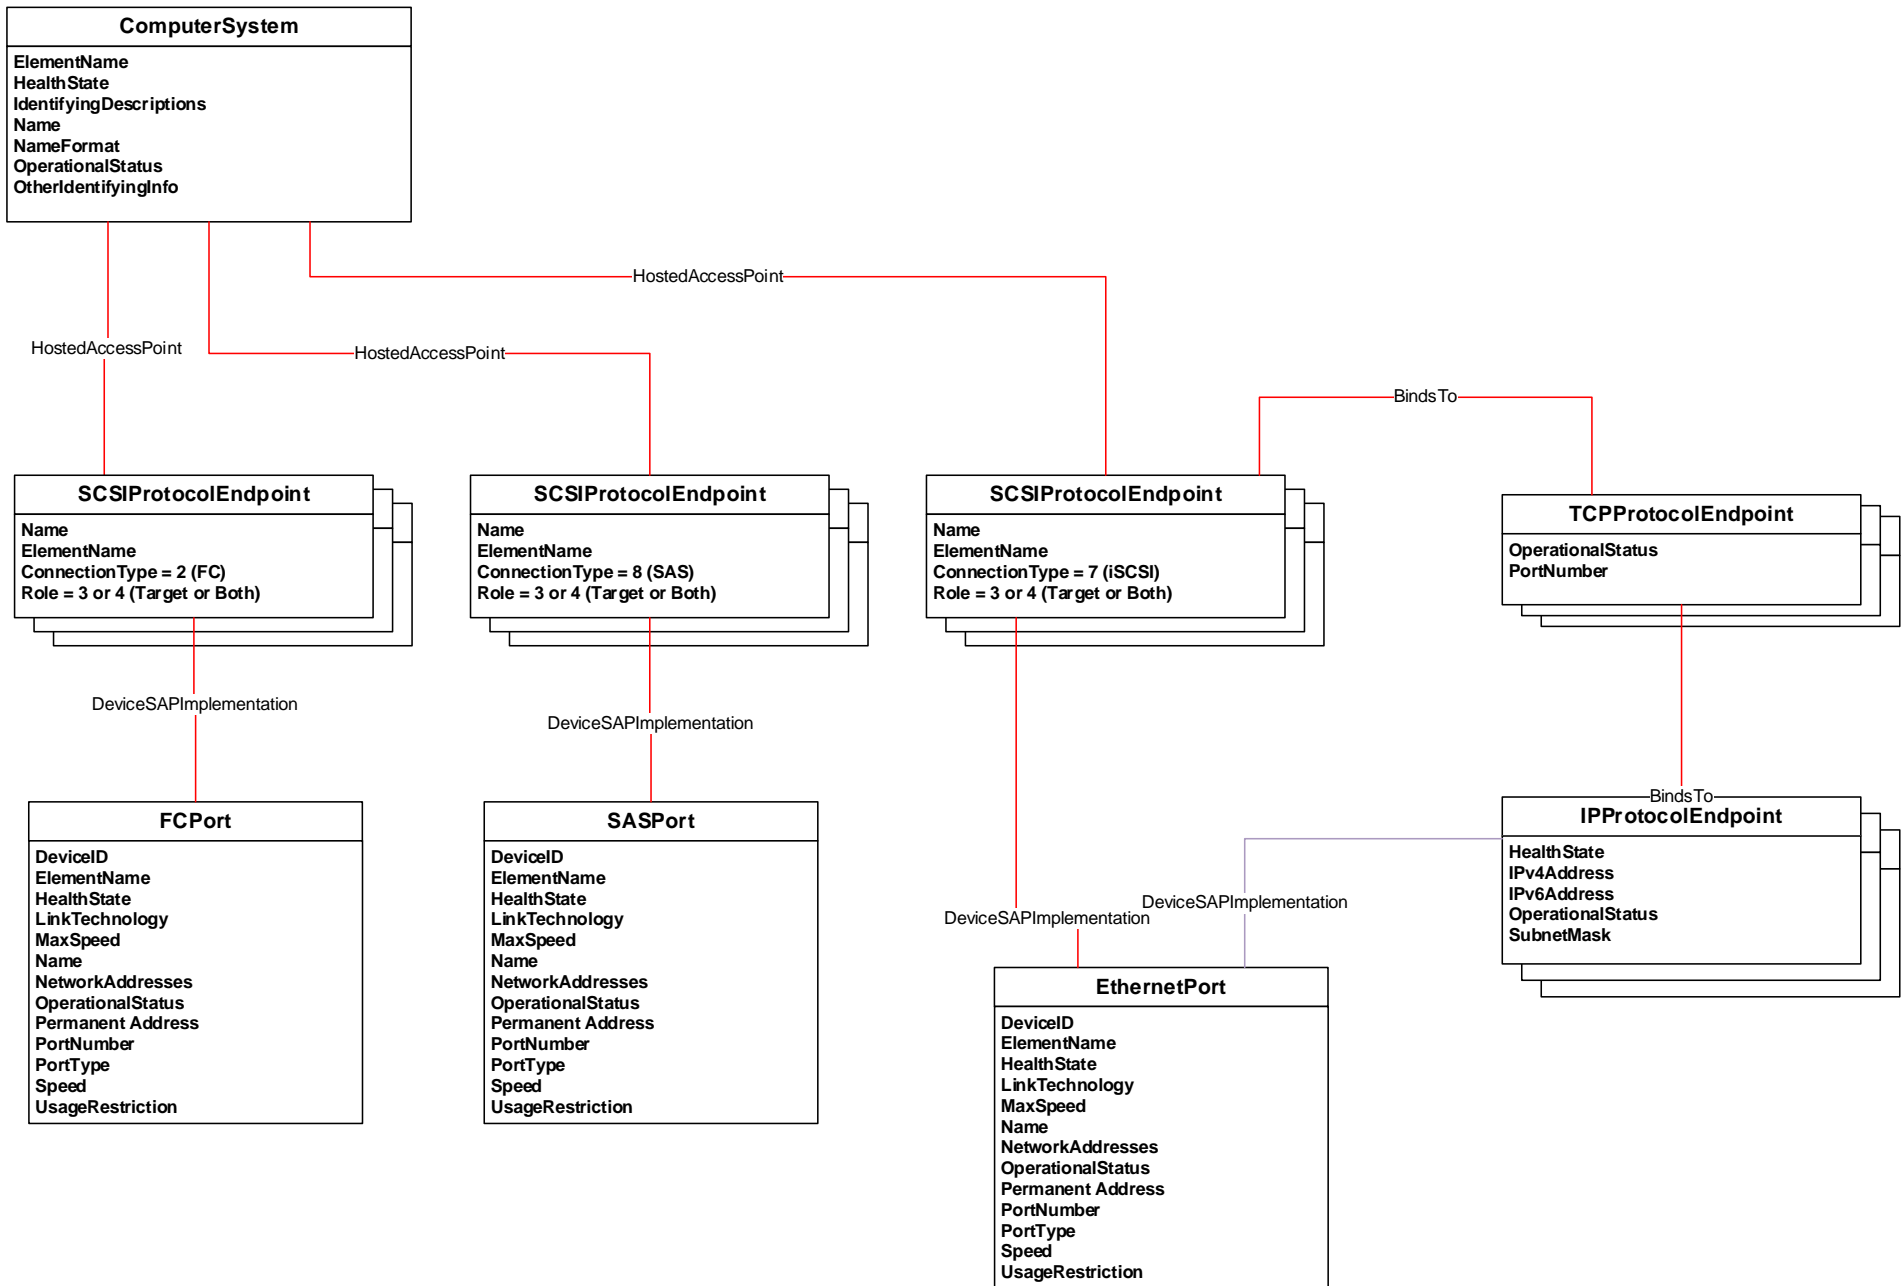 ComputerSystem
ElementName
HealthState
IdentifyingDescriptions
Name
NameFormat
OperationalStatus
OtherIdentifyingInfo
HostedAccessPoint
HostedAccessPoint
HostedAccessPoint
BindsTo
SCSIProtocolEndpoint
Name
ElementName
ConnectionType = 2 (FC)
Role = 3 or 4 (Target or Both)
SCSIProtocolEndpoint
Name
ElementName
ConnectionType = 8 (SAS)
Role = 3 or 4 (Target or Both)
SCSIProtocolEndpoint
Name
ElementName
ConnectionType = 7 (iSCSI)
Role = 3 or 4 (Target or Both)
TCPProtocolEndpoint
OperationalStatus
PortNumber
DeviceSAPImplementation
DeviceSAPImplementation
BindsTo
FCPort
DeviceID
ElementName
HealthState
LinkTechnology
MaxSpeed
Name
NetworkAddresses
OperationalStatus
Permanent Address
PortNumber
PortType
Speed
UsageRestriction
SASPort
DeviceID
ElementName
HealthState
LinkTechnology
MaxSpeed
Name
NetworkAddresses
OperationalStatus
Permanent Address
PortNumber
PortType
Speed
UsageRestriction
IPProtocolEndpoint
HealthState
IPv4Address
IPv6Address
OperationalStatus
SubnetMask
DeviceSAPImplementation
DeviceSAPImplementation
EthernetPort
DeviceID
ElementName
HealthState
LinkTechnology
MaxSpeed
Name
NetworkAddresses
OperationalStatus
Permanent Address
PortNumber
PortType
Speed
UsageRestriction